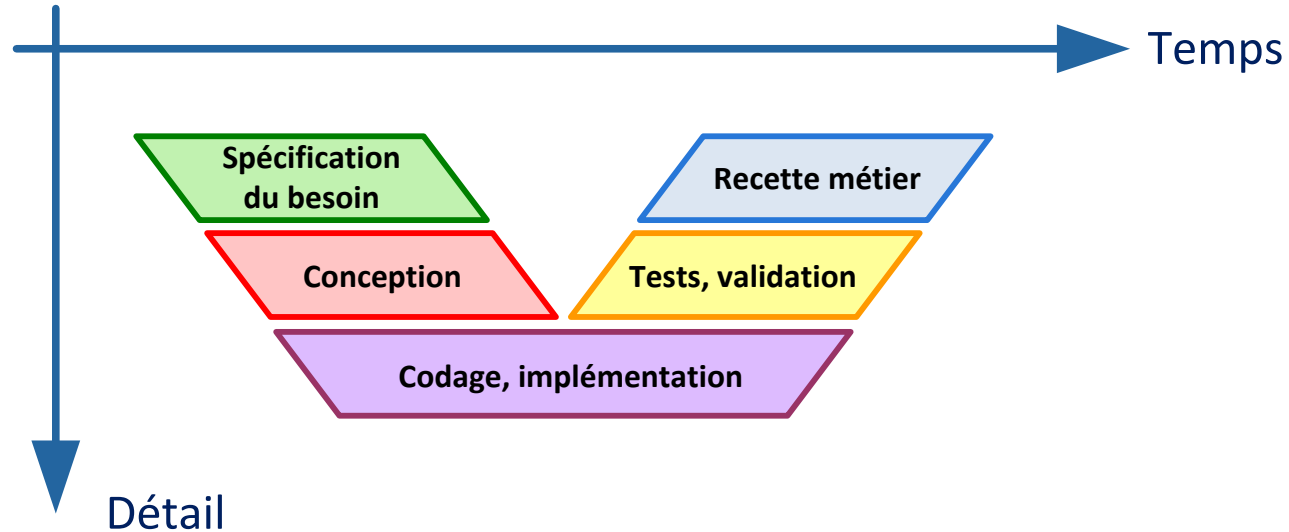 Temps
Spécification
du besoin
Recette métier
Conception
Tests, validation
Codage, implémentation
Détail